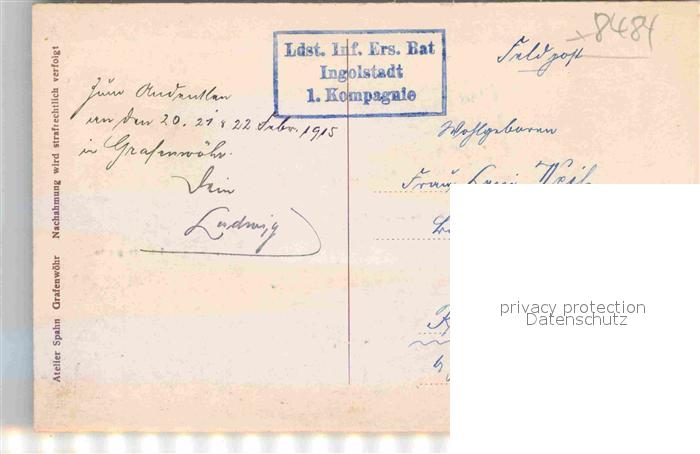 Ldst. Inf. Ers. Bat
Ingolstadt
1. Kompagnie
8484
Feldpost
Zum Andenken
an den 20. 21 & 22 Febr. 1915
in Grafenwöhr.
Dein
Ludwig
Wohlgeboren
Frau
Atelier Spahn Grafenwöhr Nachahmung wird strafrechtlich verfolgt
privacy protection
Datenschutz